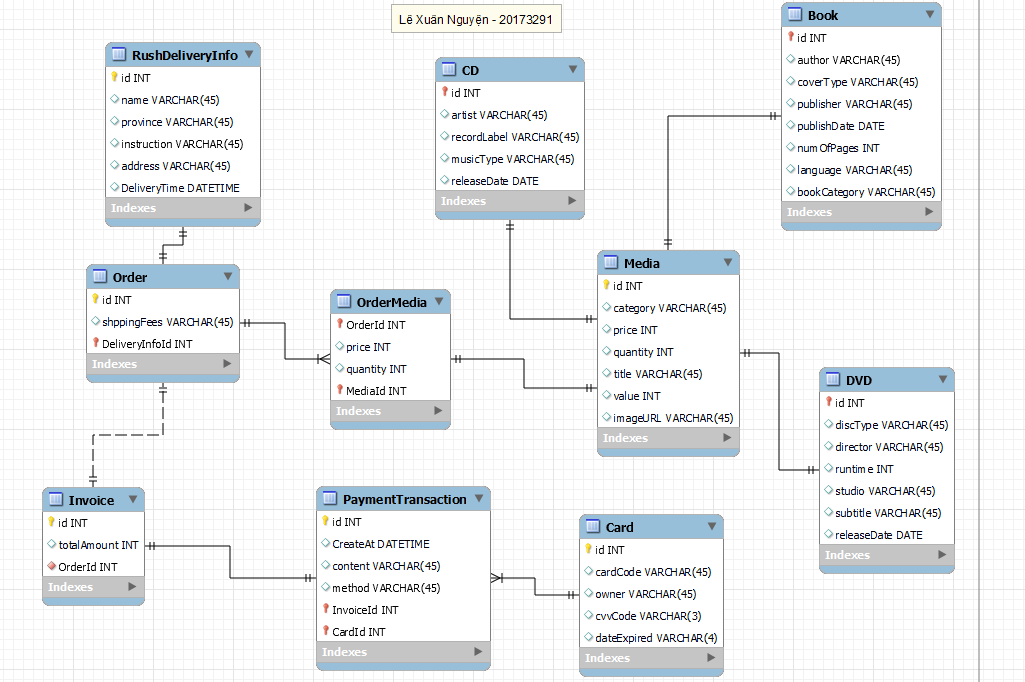 Lê Xuân Nguyện - 20173291
RushDeliveryInfo
id INT
name VARCHAR(45)
province VARCHAR(45)
instruction VARCHAR(45)
address VARCHAR(45)
DeliveryTime DATETIME
Indexes
CD
id INT
artist VARCHAR(45)
recordLabel VARCHAR(45)
musicType VARCHAR(45)
releaseDate DATE
Indexes
Book
id INT
author VARCHAR(45)
coverType VARCHAR(45)
publisher VARCHAR(45)
publishDate DATE
numOfPages INT
language VARCHAR(45)
bookCategory VARCHAR(45)
Indexes
Order
id INT
shppingFees VARCHAR(45)
DeliveryInfoId INT
Indexes
OrderMedia
OrderId INT
price INT
quantity INT
MediaId INT
Indexes
Media
id INT
category VARCHAR(45)
price INT
quantity INT
title VARCHAR(45)
value INT
imageURL VARCHAR(45)
Indexes
DVD
id INT
discType VARCHAR(45)
director VARCHAR(45)
runtime INT
studio VARCHAR(45)
subtitle VARCHAR(45)
releaseDate DATE
Indexes
Invoice
id INT
totalAmount INT
OrderId INT
Indexes
PaymentTransaction
id INT
CreateAt DATETIME
content VARCHAR(45)
method VARCHAR(45)
InvoiceId INT
CardId INT
Indexes
Card
id INT
cardCode VARCHAR(45)
owner VARCHAR(45)
cvvCode VARCHAR(3)
dateExpired VARCHAR(4)
Indexes